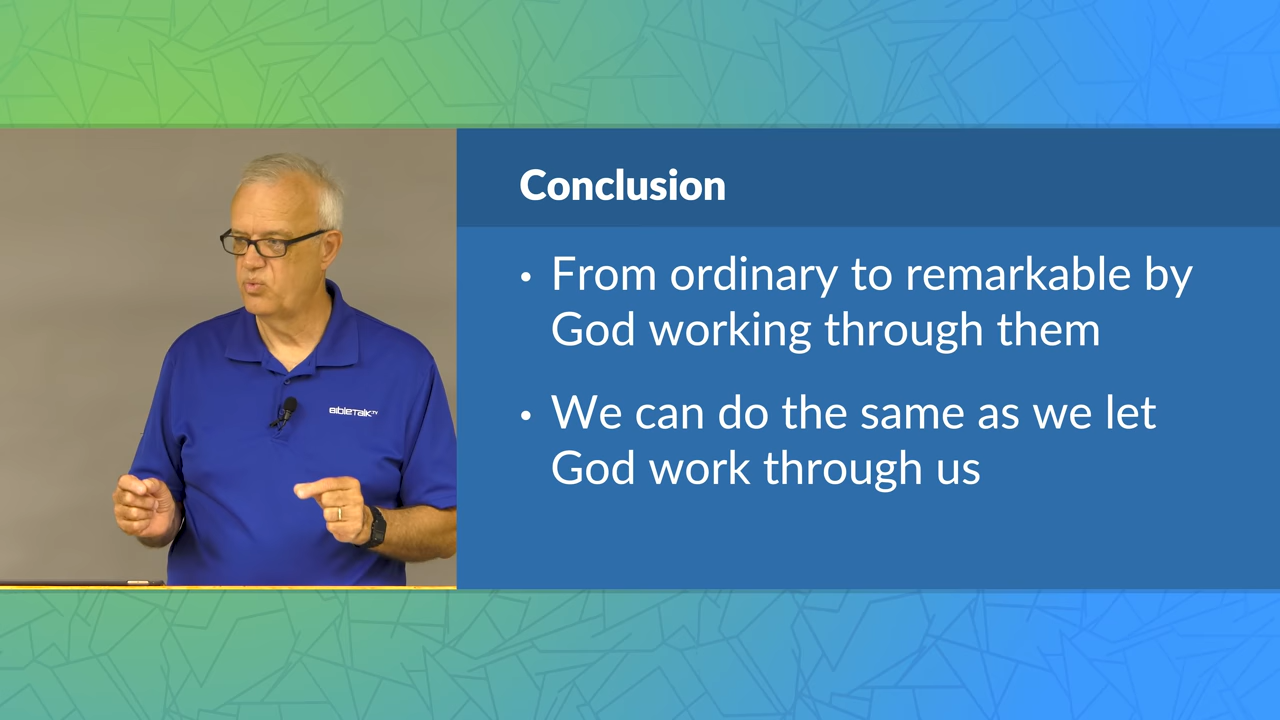 BibleTalk TV
Conclusion
• From ordinary to remarkable by
God working through them
• We can do the same as we let
God work through us